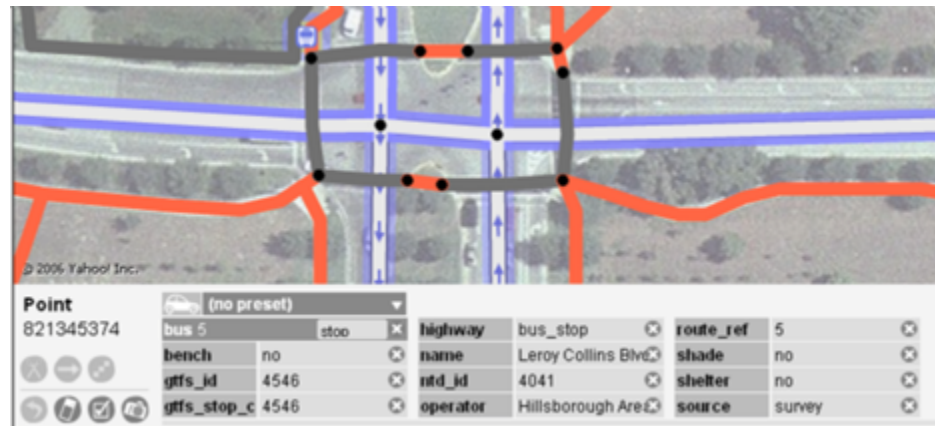 © 2006 Yahoo! Inc.
Point
821345374
(no preset)
bus 5 stop
highway bus_stop
route_ref 5
bench no
name Leroy Collins Blv
shade no
gtfs_id 4546
ntd_id 4041
shelter no
gtfs_stop_c 4546
operator Hillsborough Are
source survey